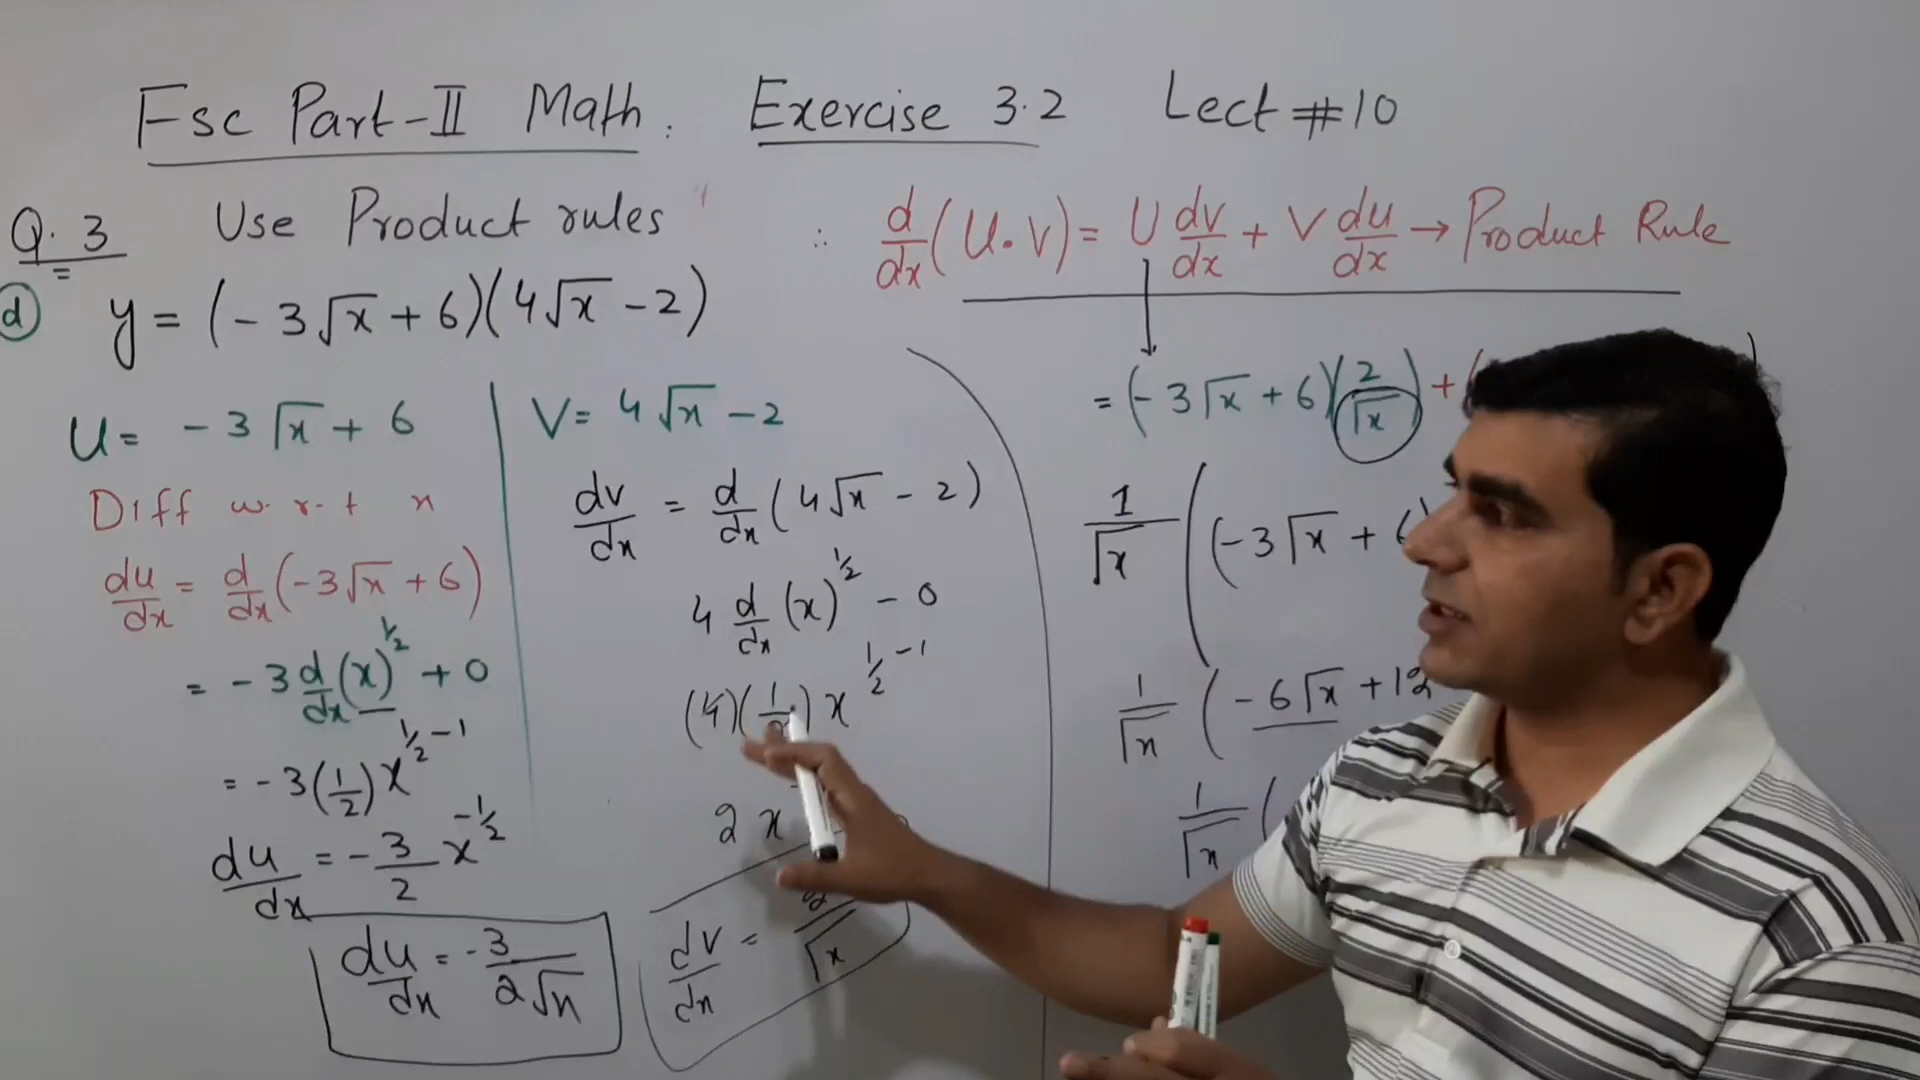 Fsc Part-II Math. Exercise 3.2 Lect #10
Q.3 Use Product rules
∴ d/dx (U.V) = U dv/dx + V du/dx → Product Rule
d y = (-3√x + 6)(4√x - 2)
U = -3√x + 6
Diff w.r.t x
du/dx = d/dx (-3√x + 6)
= -3 d/dx (x)^1/2 + 0
= -3(1/2) x^1/2-1
du/dx = -3/2 x^-1/2
du/dx = -3/2√x
V = 4√x - 2
dv/dx = d/dx (4√x - 2)
4 d/dx (x)^1/2 - 0
(4)(1/2) x^1/2-1
2 x
dv/dx = 2/√x
= (-3√x + 6)(2/√x) + (
1/√x ( (-3√x + 6)
1/√x ( -6√x + 12
1/√x (